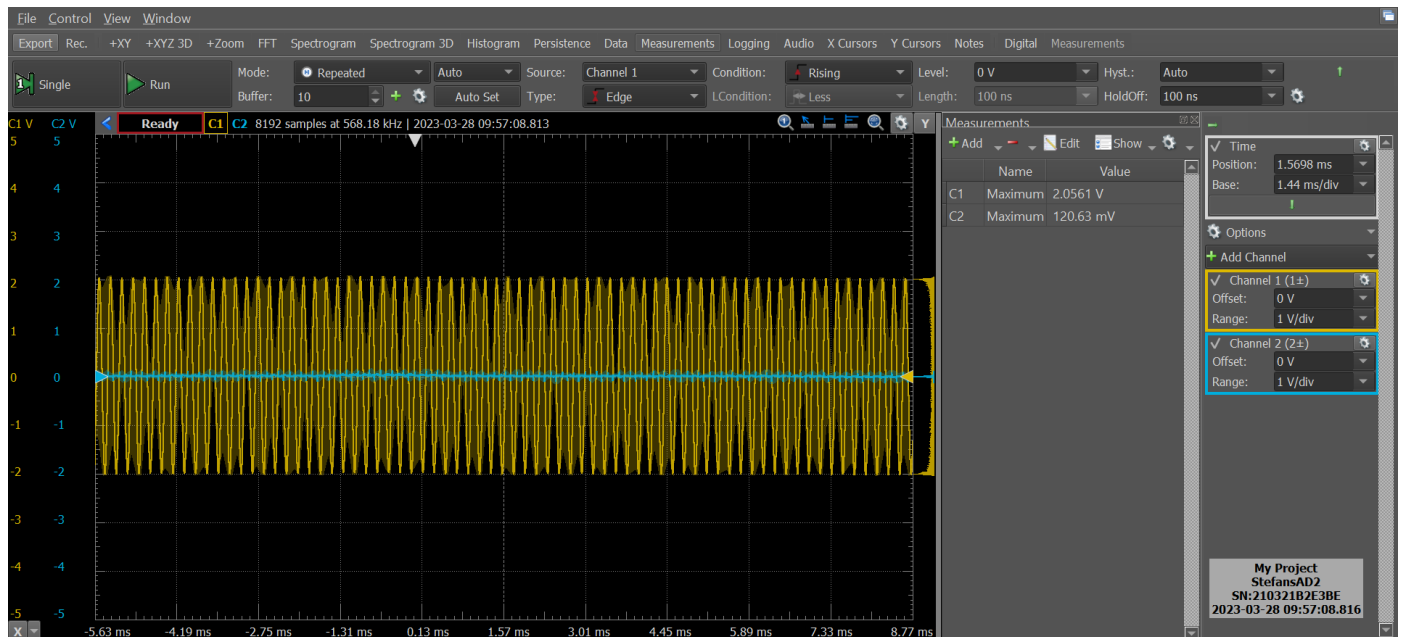 File Control View Window
Export Rec. +XY +XYZ 3D +Zoom FFT Spectrogram Spectrogram 3D Histogram Persistence Data Measurements Logging Audio X Cursors Y Cursors Notes Digital Measurements
1 Single Run Mode: Repeated Auto Source: Channel 1 Condition: Rising Level: 0 V Hyst.: Auto
Buffer: 10 Auto Set Type: Edge LCondition: Less Length: 100 ns HoldOff: 100 ns
C1 V C2 V Ready C1 C2 8192 samples at 568.18 kHz | 2023-03-28 09:57:08.813 Y
5 5
4 4
3 3
2 2
1 1
0 0
-1 -1
-2 -2
-3 -3
-4 -4
-5 -5
X -5.63 ms -4.19 ms -2.75 ms -1.31 ms 0.13 ms 1.57 ms 3.01 ms 4.45 ms 5.89 ms 7.33 ms 8.77 ms
Measurements
Add Edit Show
Name Value
C1 Maximum 2.0561 V
C2 Maximum 120.63 mV
Time
Position: 1.5698 ms
Base: 1.44 ms/div
Options
Add Channel
Channel 1 (1±)
Offset: 0 V
Range: 1 V/div
Channel 2 (2±)
Offset: 0 V
Range: 1 V/div
My Project
StefansAD2
SN:210321B2E3BE
2023-03-28 09:57:08.816